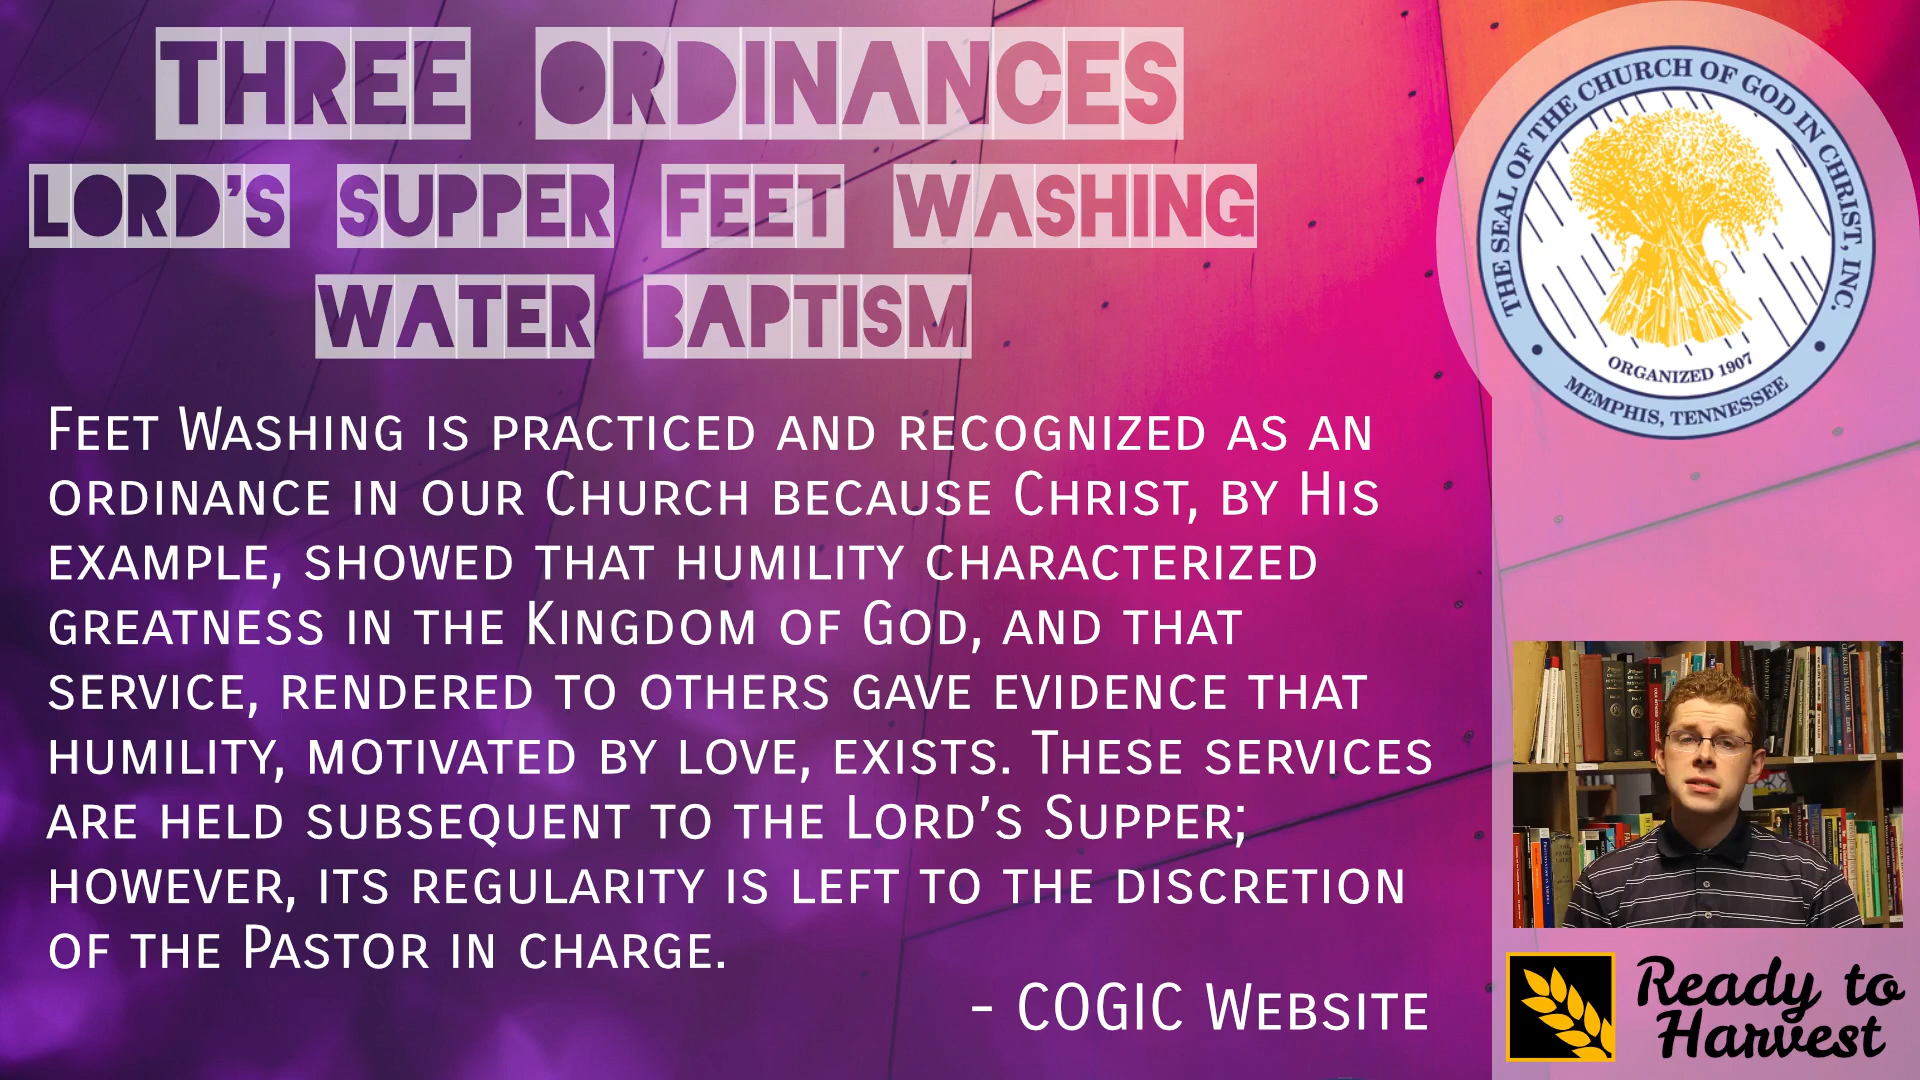 THREE ORDINANCES
LORD'S SUPPER FEET WASHING
WATER BAPTISM
Feet Washing is practiced and recognized as an
ordinance in our Church because Christ, by His
example, showed that humility characterized
greatness in the Kingdom of God, and that
service, rendered to others gave evidence that
humility, motivated by love, exists. These services
are held subsequent to the Lord's Supper;
however, its regularity is left to the discretion
of the Pastor in charge.
- COGIC Website
THE SEAL OF THE CHURCH OF GOD IN CHRIST, INC.
ORGANIZED 1907
MEMPHIS, TENNESSEE
Ready to
Harvest